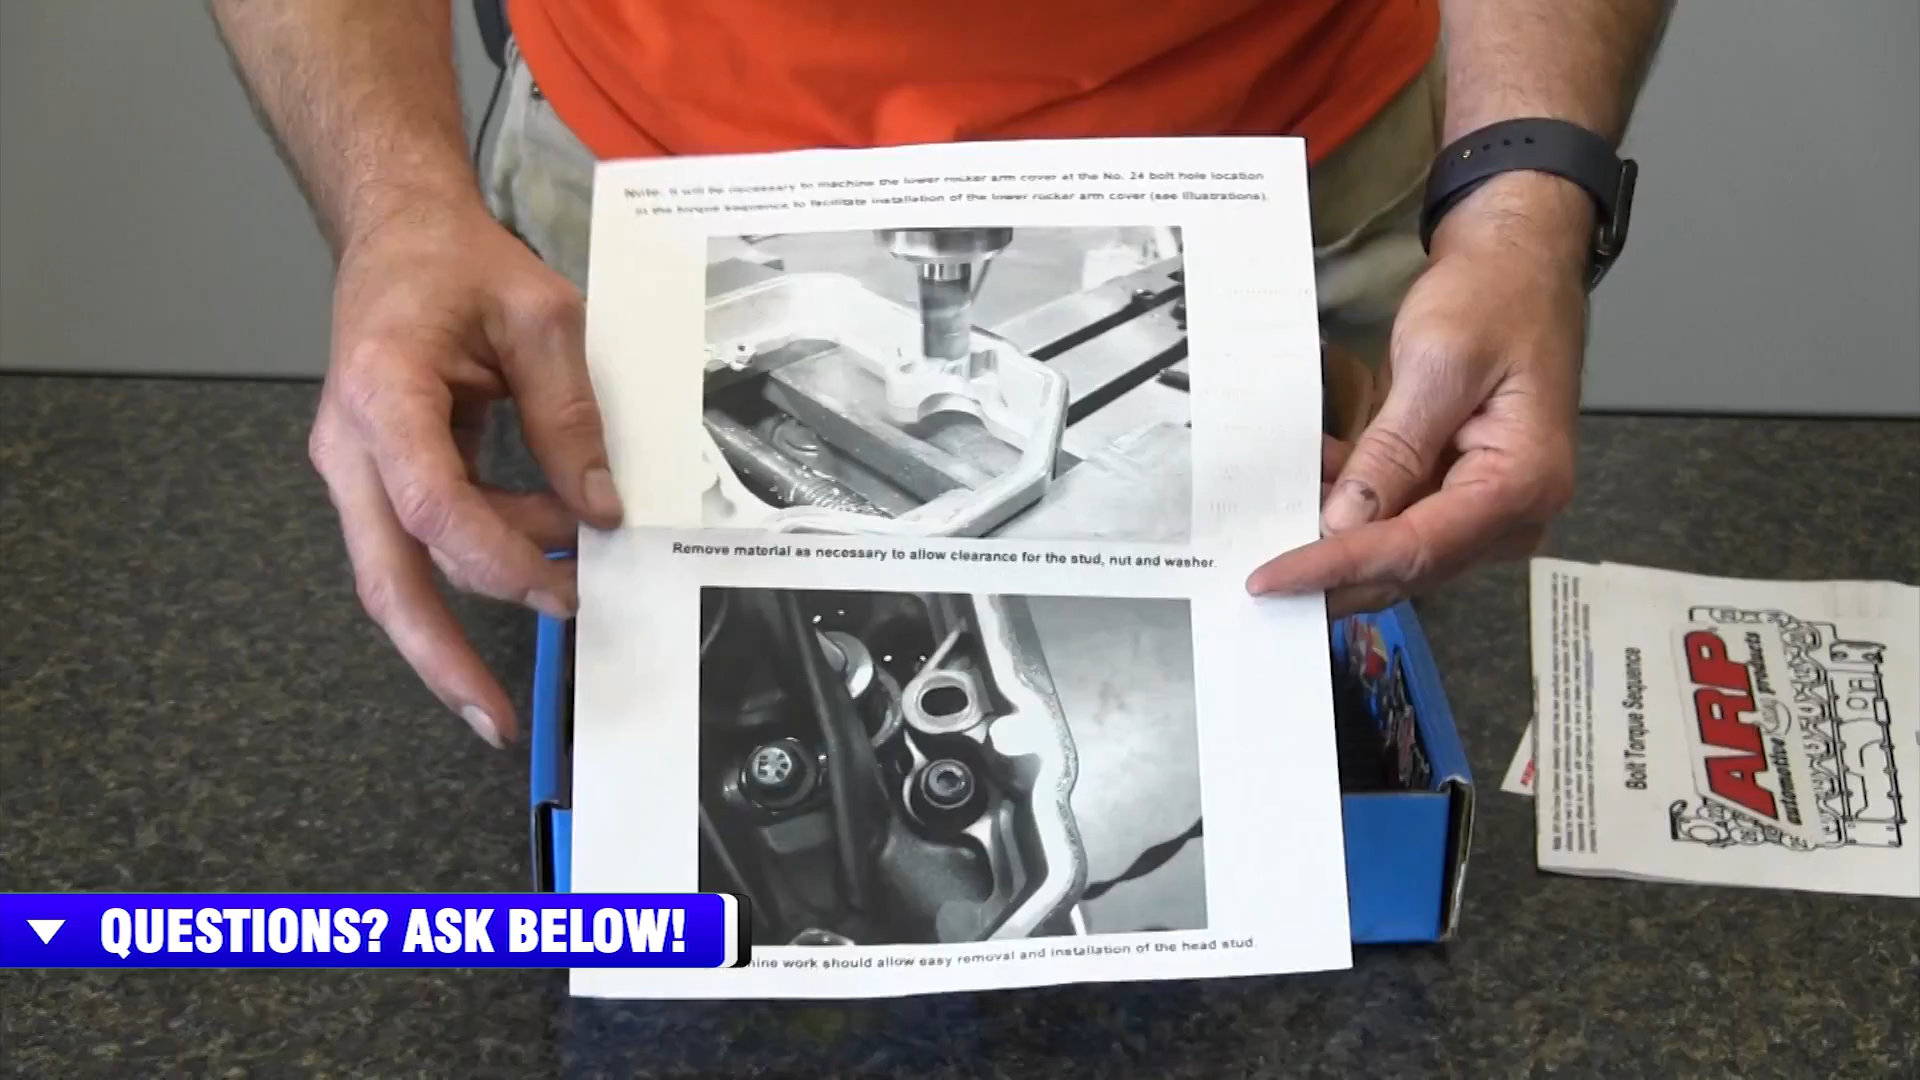 Note: It will be necessary to machine the lower rocker arm cover at the No. 24 bolt hole location
in the torque sequence to facilitate installation of the lower rocker arm cover (see illustrations).
Remove material as necessary to allow clearance for the stud, nut and washer.
work should allow easy removal and installation of the head stud.
QUESTIONS? ASK BELOW!
Bolt Torque Sequence
ARP
automotive racing products